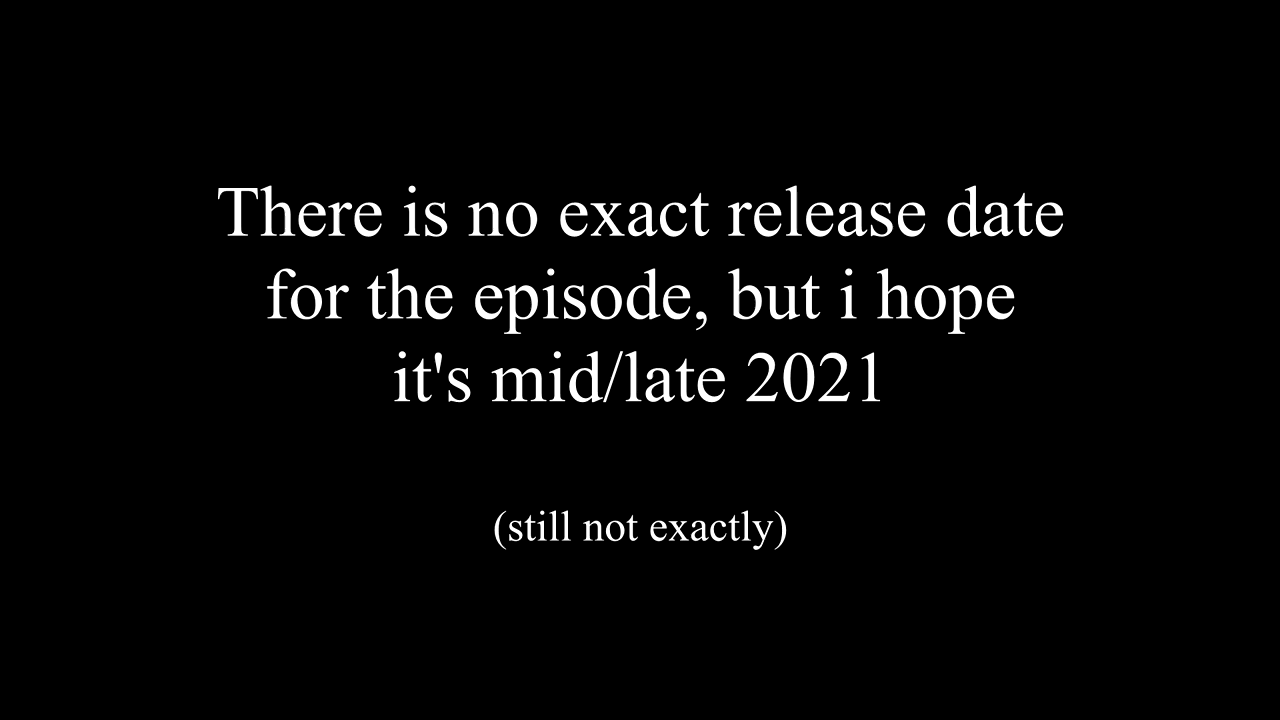 There is no exact release date
for the episode, but i hope
it's mid/late 2021
(still not exactly)